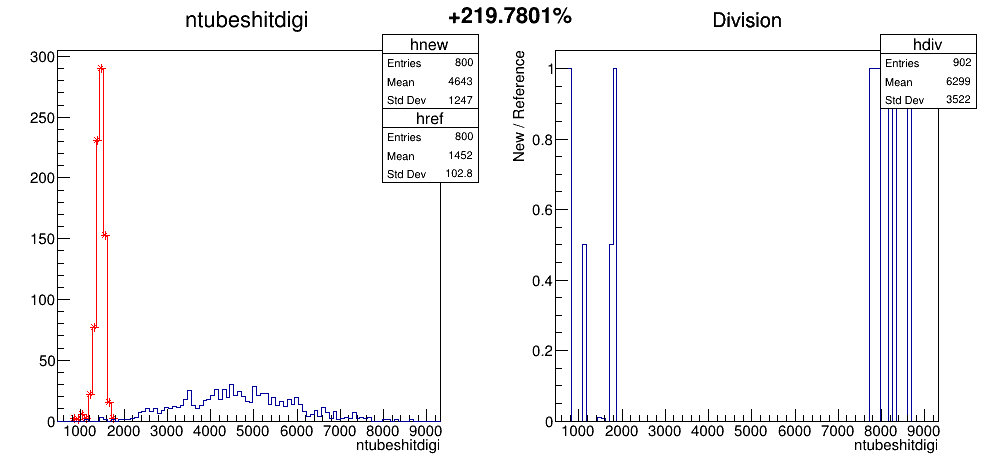 +219.7801%
ntubeshitdigi
hnew
Entries 800
Mean 4643
Std Dev 1247
href
Entries 800
Mean 1452
Std Dev 102.8
300
250
200
150
100
50
0
1000 2000 3000 4000 5000 6000 7000 8000 9000
ntubeshitdigi
Division
hdiv
Entries 902
Mean 6299
Std Dev 3522
New / Reference
1
0.8
0.6
0.4
0.2
0
1000 2000 3000 4000 5000 6000 7000 8000 9000
ntubeshitdigi